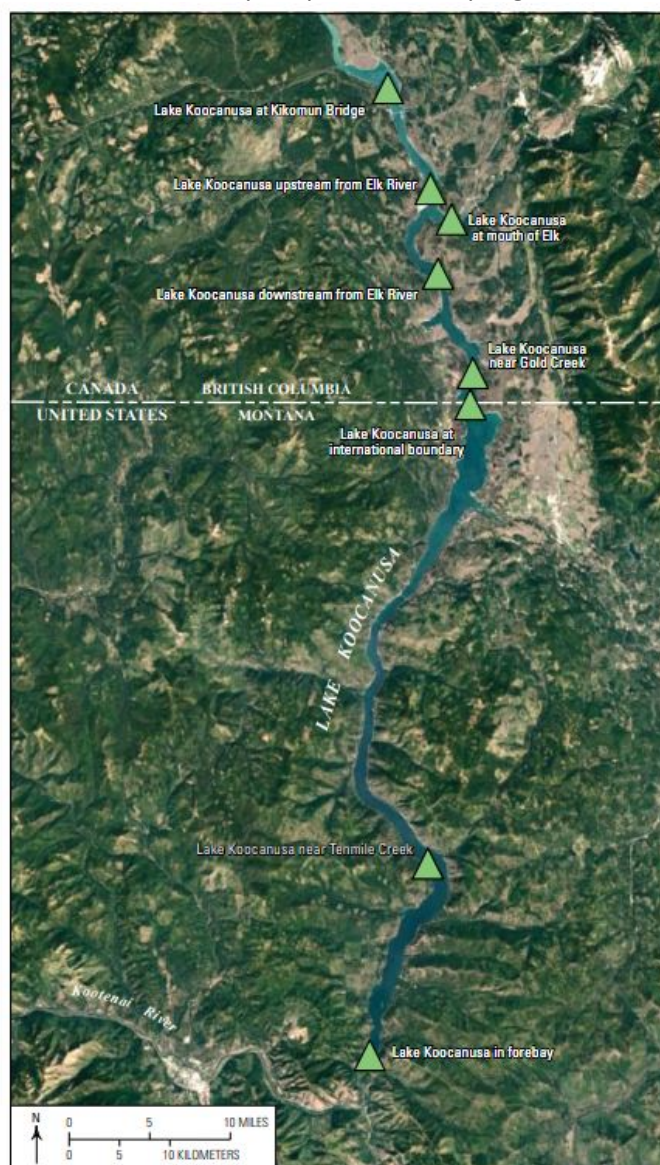 Lake Koocanusa at Kikomun Bridge
Lake Koocanusa upstream from Elk River
Lake Koocanusa
at mouth of Elk
Lake Koocanusa downstream from Elk River
Lake Koocanusa
near Gold Creek
CANADA BRITISH COLUMBIA
UNITED STATES MONTANA
Lake Koocanusa at
international boundary
LAKE KOOCANUSA
Lake Koocanusa near Tenmile Creek
Kootenai River
Lake Koocanusa in forebay
N 0 5 10 MILES
0 5 10 KILOMETERS